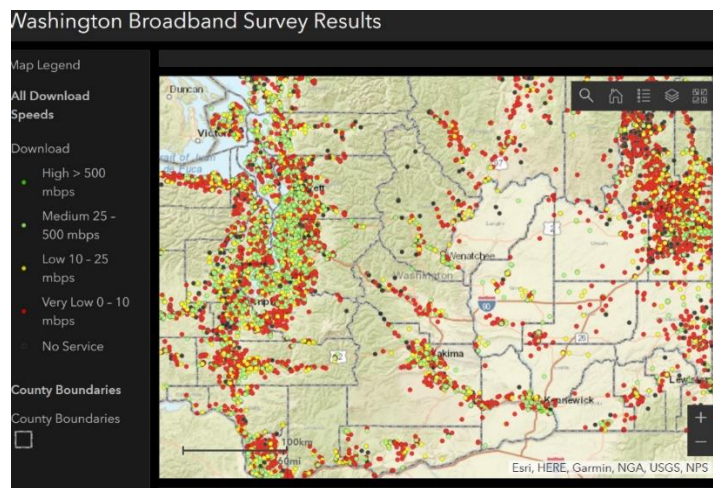 Washington Broadband Survey Results
Map Legend
All Download
Speeds
Download
High > 500
mbps
Medium 25 –
500 mbps
Low 10 – 25
mbps
Very Low 0 – 10
mbps
No Service
County Boundaries
County Boundaries
Duncan
Victoria
Wenatchee
Washington
90
Yakima
26
Kennewick
100km
60mi
+
−
Esri, HERE, Garmin, NGA, USGS, NPS